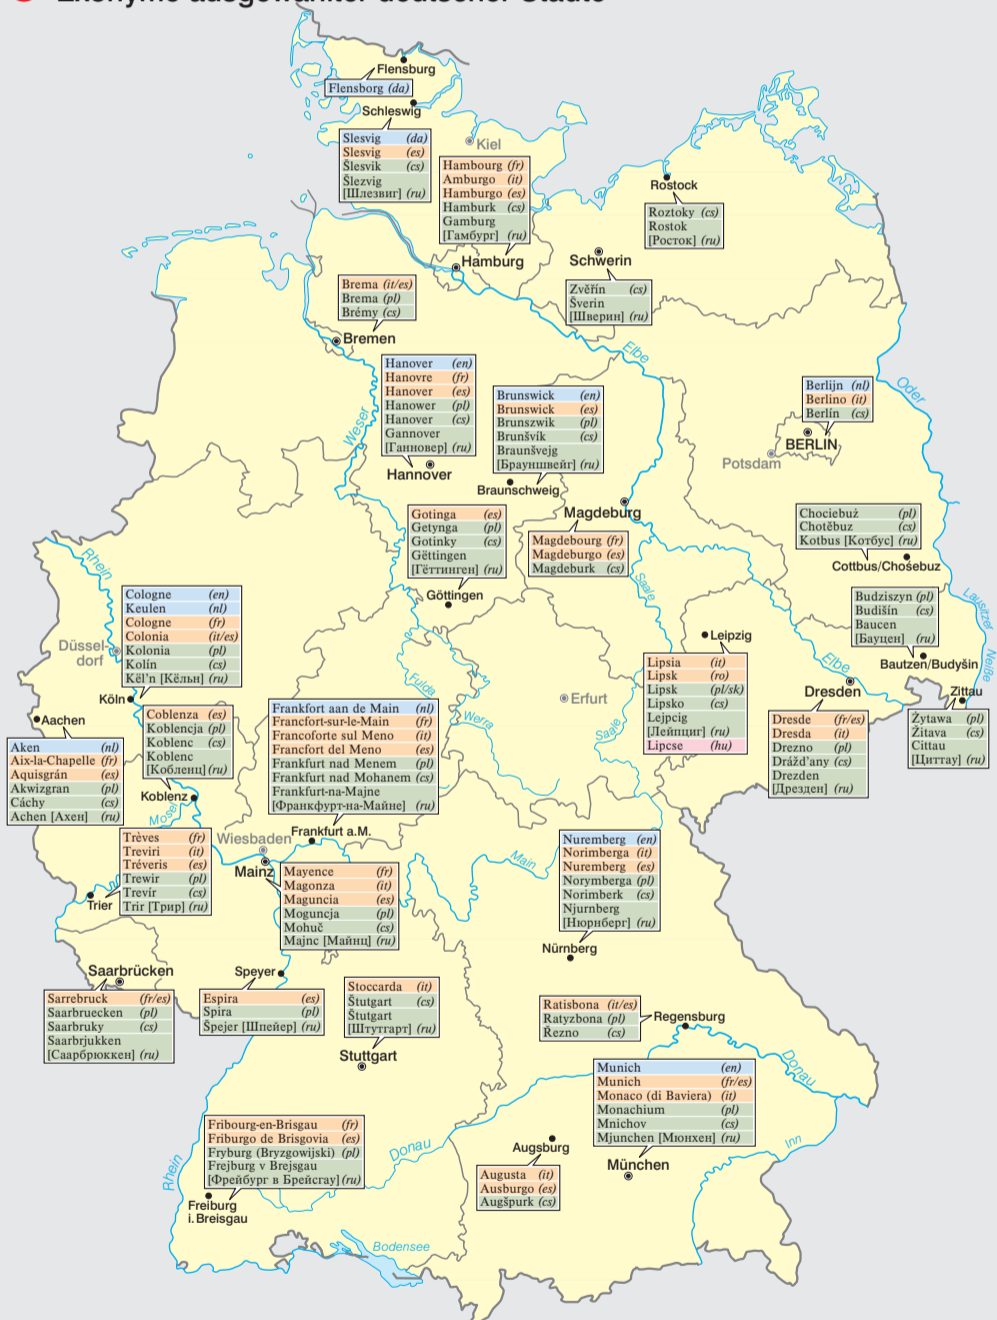 Exonyme ausgewählter deutscher Städte
Flensburg
Flensborg (da)
Schleswig
Slesvig (da)
Slesvig (es)
Šlesvik (cs)
Šlezvig
[Шлезвиг] (ru)
Kiel
Hambourg (fr)
Amburgo (it)
Hamburgo (es)
Hamburk (cs)
Gamburg
[Гамбург] (ru)
Hamburg
Rostock
Roztoky (cs)
Rostok
[Росток] (ru)
Schwerin
Zvěřín (cs)
Šverin
[Шверин] (ru)
Brema (it/es)
Brema (pl)
Brémy (cs)
Bremen
Elbe
Weser
Hanover (en)
Hanovre (fr)
Hanover (es)
Hanower (pl)
Hanover (cs)
Gannover
[Ганновер] (ru)
Hannover
Brunswick (en)
Brunswick (es)
Brunszwik (pl)
Brunšvík (cs)
Braunšvejg
[Брауншвейг] (ru)
Braunschweig
Berlijn (nl)
Berlino (it)
Berlín (cs)
BERLIN
Potsdam
Oder
Magdeburg
Magdebourg (fr)
Magdeburgo (es)
Magdeburk (cs)
Gotinga (es)
Getynga (pl)
Gotinky (cs)
Gëttingen
[Гёттинген] (ru)
Göttingen
Chociebuż (pl)
Chotěbuz (cs)
Kotbus [Котбус] (ru)
Cottbus/Chośebuz
Budziszyn (pl)
Budišín (cs)
Baucen
[Бауцен] (ru)
Bautzen/Budyšin
Lausitzer
Neiße
Rhein
Cologne (en)
Keulen (nl)
Cologne (fr)
Colonia (it/es)
Kolonia (pl)
Kolín (cs)
Kël'n [Кёльн] (ru)
Düssel-
dorf
Köln
Aachen
Aken (nl)
Aix-la-Chapelle (fr)
Aquisgrán (es)
Akwizgran (pl)
Cáchy (cs)
Achen [Ахен] (ru)
Coblenza (es)
Koblencja (pl)
Koblenc (cs)
Koblenc
[Кобленц] (ru)
Koblenz
Mosel
Fulda
Werra
Saale
Saale
Erfurt
Leipzig
Lipsia (it)
Lipsk (ro)
Lipsk (pl/sk)
Lipsko (cs)
Lejpcig
[Лейпциг] (ru)
Lipcse (hu)
Elbe
Dresden
Dresde (fr/es)
Dresda (it)
Drezno (pl)
Drážd'any (cs)
Drezden
[Дрезден] (ru)
Zittau
Żytawa (pl)
Žitava (cs)
Cittau
[Циттау] (ru)
Frankfort aan de Main (nl)
Francfort-sur-le-Main (fr)
Francoforte sul Meno (it)
Francfort del Meno (es)
Frankfurt nad Menem (pl)
Frankfurt nad Mohanem (cs)
Frankfurt-na-Majne
[Франкфурт-на-Майне] (ru)
Frankfurt a.M.
Wiesbaden
Mainz
Mayence (fr)
Magonza (it)
Maguncia (es)
Moguncja (pl)
Mohuč (cs)
Majnc [Майнц] (ru)
Trèves (fr)
Treviri (it)
Tréveris (es)
Trewir (pl)
Trevír (cs)
Trir [Трир] (ru)
Trier
Main
Nuremberg (en)
Norimberga (it)
Nuremberg (es)
Norymberga (pl)
Norimberk (cs)
Njurnberg
[Нюрнберг] (ru)
Nürnberg
Saarbrücken
Sarrebruck (fr/es)
Saarbruecken (pl)
Saarbruky (cs)
Saarbrjukken
[Саарбрюккен] (ru)
Speyer
Espira (es)
Spira (pl)
Špejer [Шпейер] (ru)
Stoccarda (it)
Štutgart (cs)
Štutgart
[Штутгарт] (ru)
Stuttgart
Ratisbona (it/es)
Ratyzbona (pl)
Řezno (cs)
Regensburg
Donau
Munich (en)
Munich (fr/es)
Monaco (di Baviera) (it)
Monachium (pl)
Mnichov (cs)
Mjunchen [Мюнхен] (ru)
München
Inn
Augsburg
Augusta (it)
Ausburgo (es)
Augšpurk (cs)
Donau
Rhein
Fribourg-en-Brisgau (fr)
Friburgo de Brisgovia (es)
Fryburg (Bryzgowijski) (pl)
Frejburg v Brejsgau
[Фрейбург в Брейсгау] (ru)
Freiburg
i. Breisgau
Bodensee